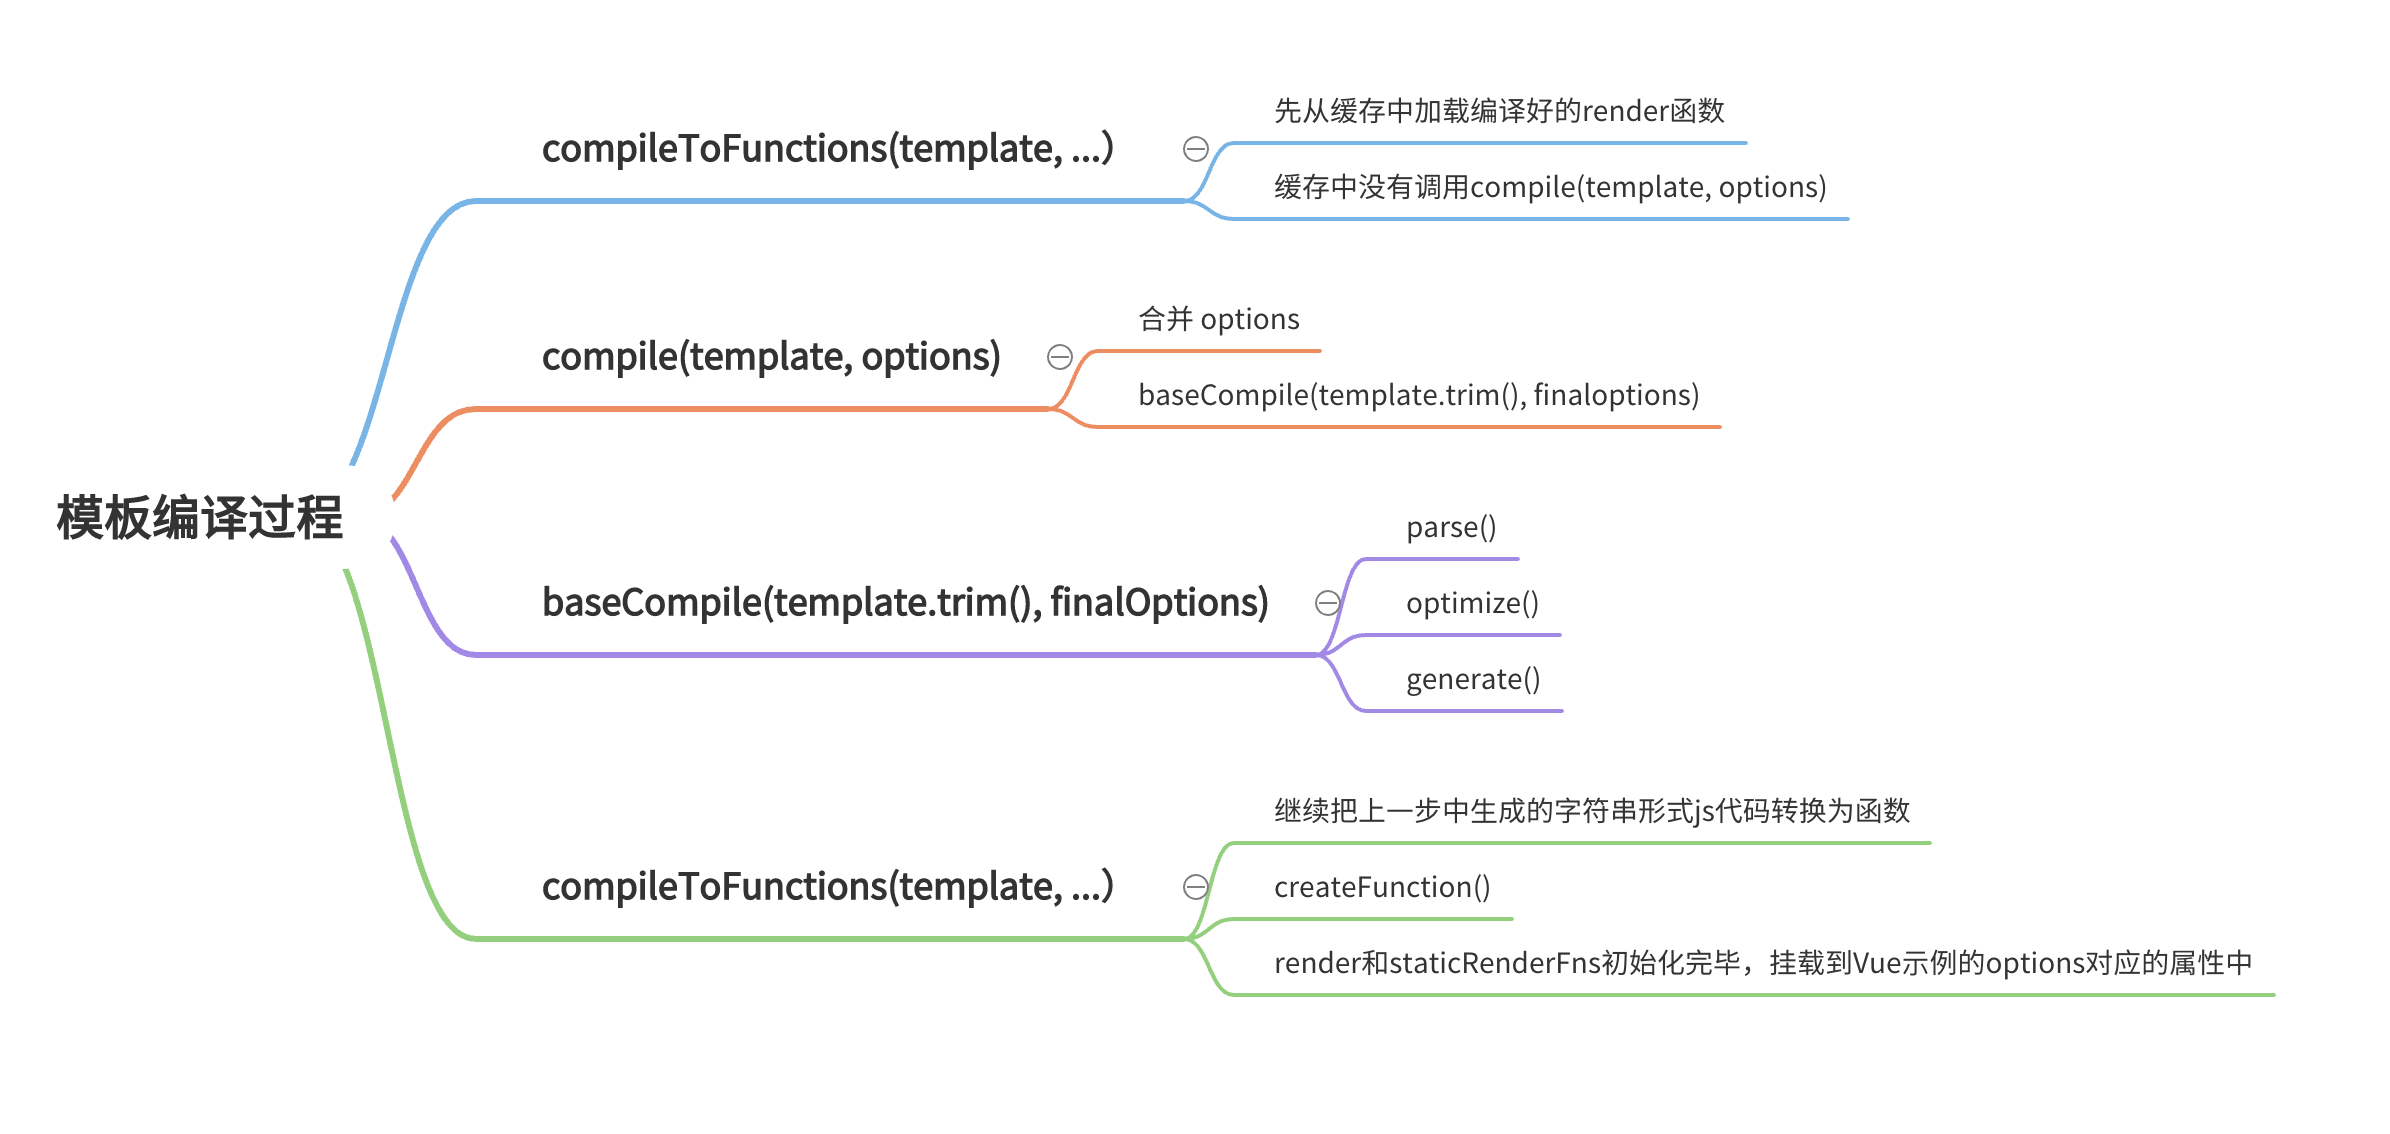 模板编译过程
compileToFunctions(template, ...）
先从缓存中加载编译好的render函数
缓存中没有调用compile(template, options)
compile(template, options)
合并 options
baseCompile(template.trim(), finaloptions)
baseCompile(template.trim(), finalOptions)
parse()
optimize()
generate()
compileToFunctions(template, ...）
继续把上一步中生成的字符串形式js代码转换为函数
createFunction()
render和staticRenderFns初始化完毕，挂载到Vue示例的options对应的属性中